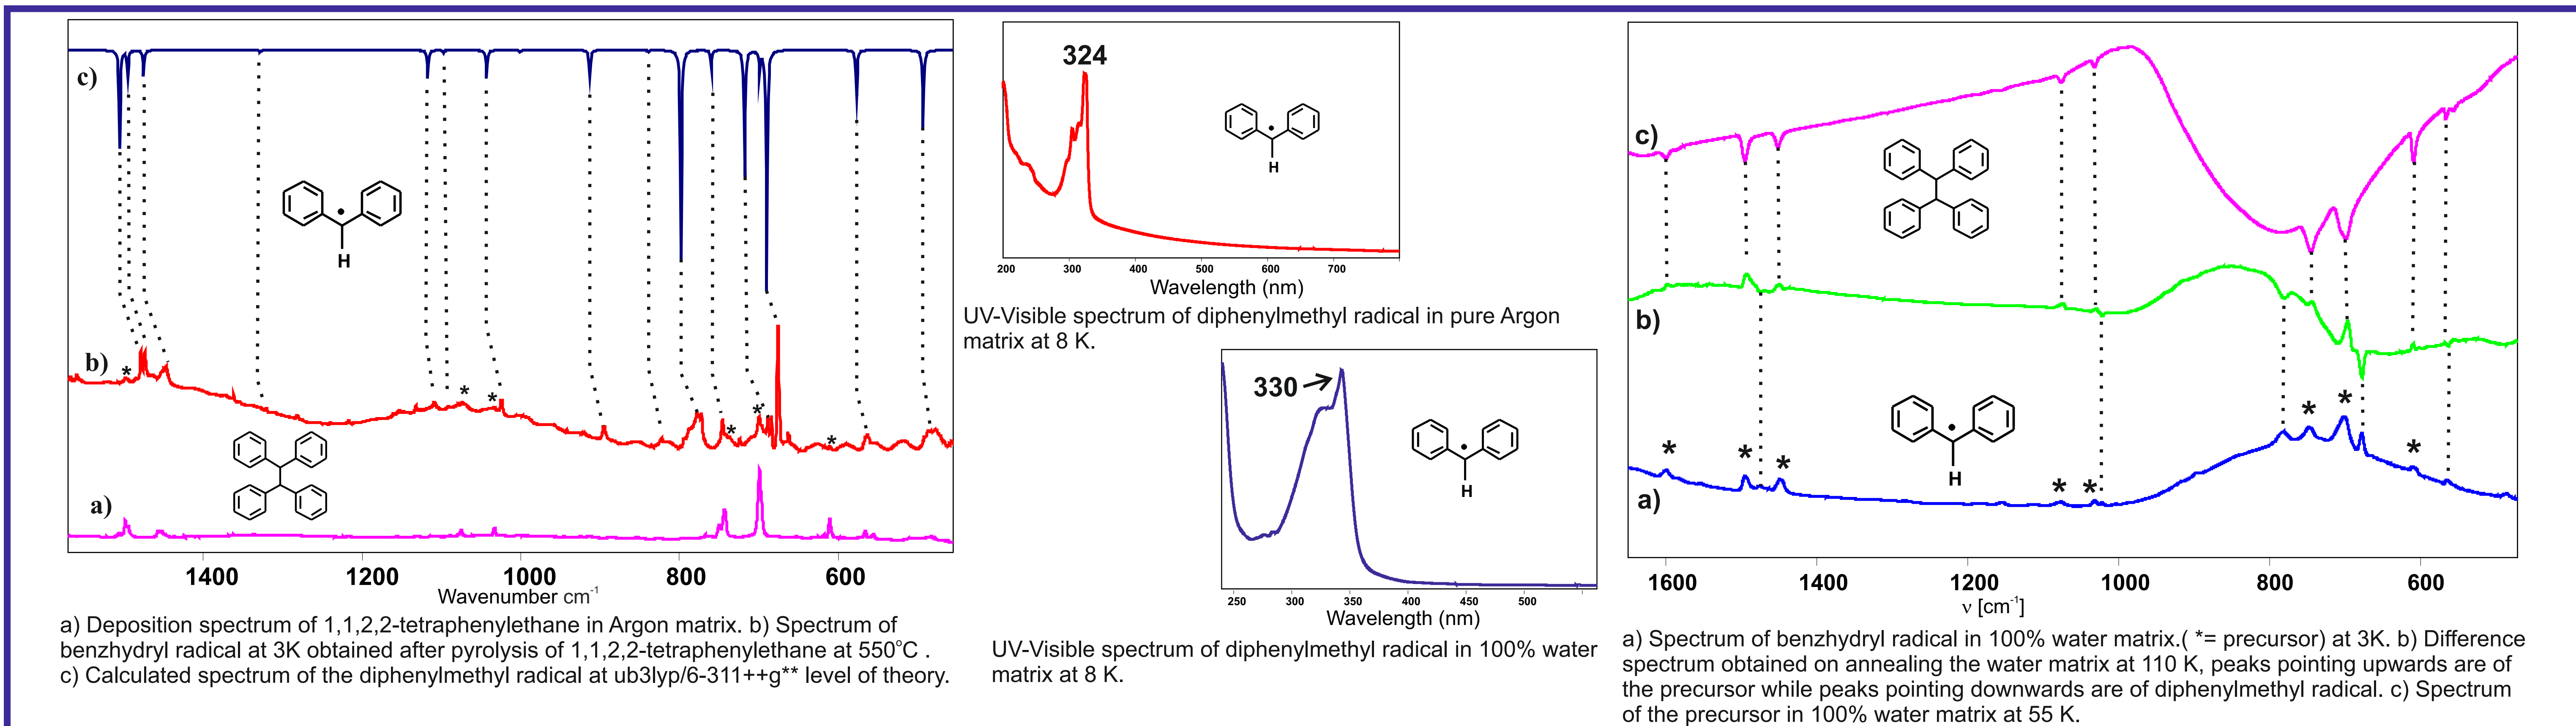 c)
b)
a)
*
*
*
*
*
*
H
1400
1200
1000
800
600
Wavenumber cm⁻¹
a) Deposition spectrum of 1,1,2,2-tetraphenylethane in Argon matrix. b) Spectrum of
benzhydryl radical at 3K obtained after pyrolysis of 1,1,2,2-tetraphenylethane at 550°C .
c) Calculated spectrum of the diphenylmethyl radical at ub3lyp/6-311++g** level of theory.
324
H
200
300
400
500
600
700
Wavelength (nm)
UV-Visible spectrum of diphenylmethyl radical in pure Argon
matrix at 8 K.
330
H
250
300
350
400
450
500
Wavelength (nm)
UV-Visible spectrum of diphenylmethyl radical in 100% water
matrix at 8 K.
c)
b)
a)
*
*
*
*
*
*
*
*
H
1600
1400
1200
1000
800
600
ν [cm⁻¹]
a) Spectrum of benzhydryl radical in 100% water matrix.( *= precursor) at 3K. b) Difference
spectrum obtained on annealing the water matrix at 110 K, peaks pointing upwards are of
the precursor while peaks pointing downwards are of diphenylmethyl radical. c) Spectrum
of the precursor in 100% water matrix at 55 K.